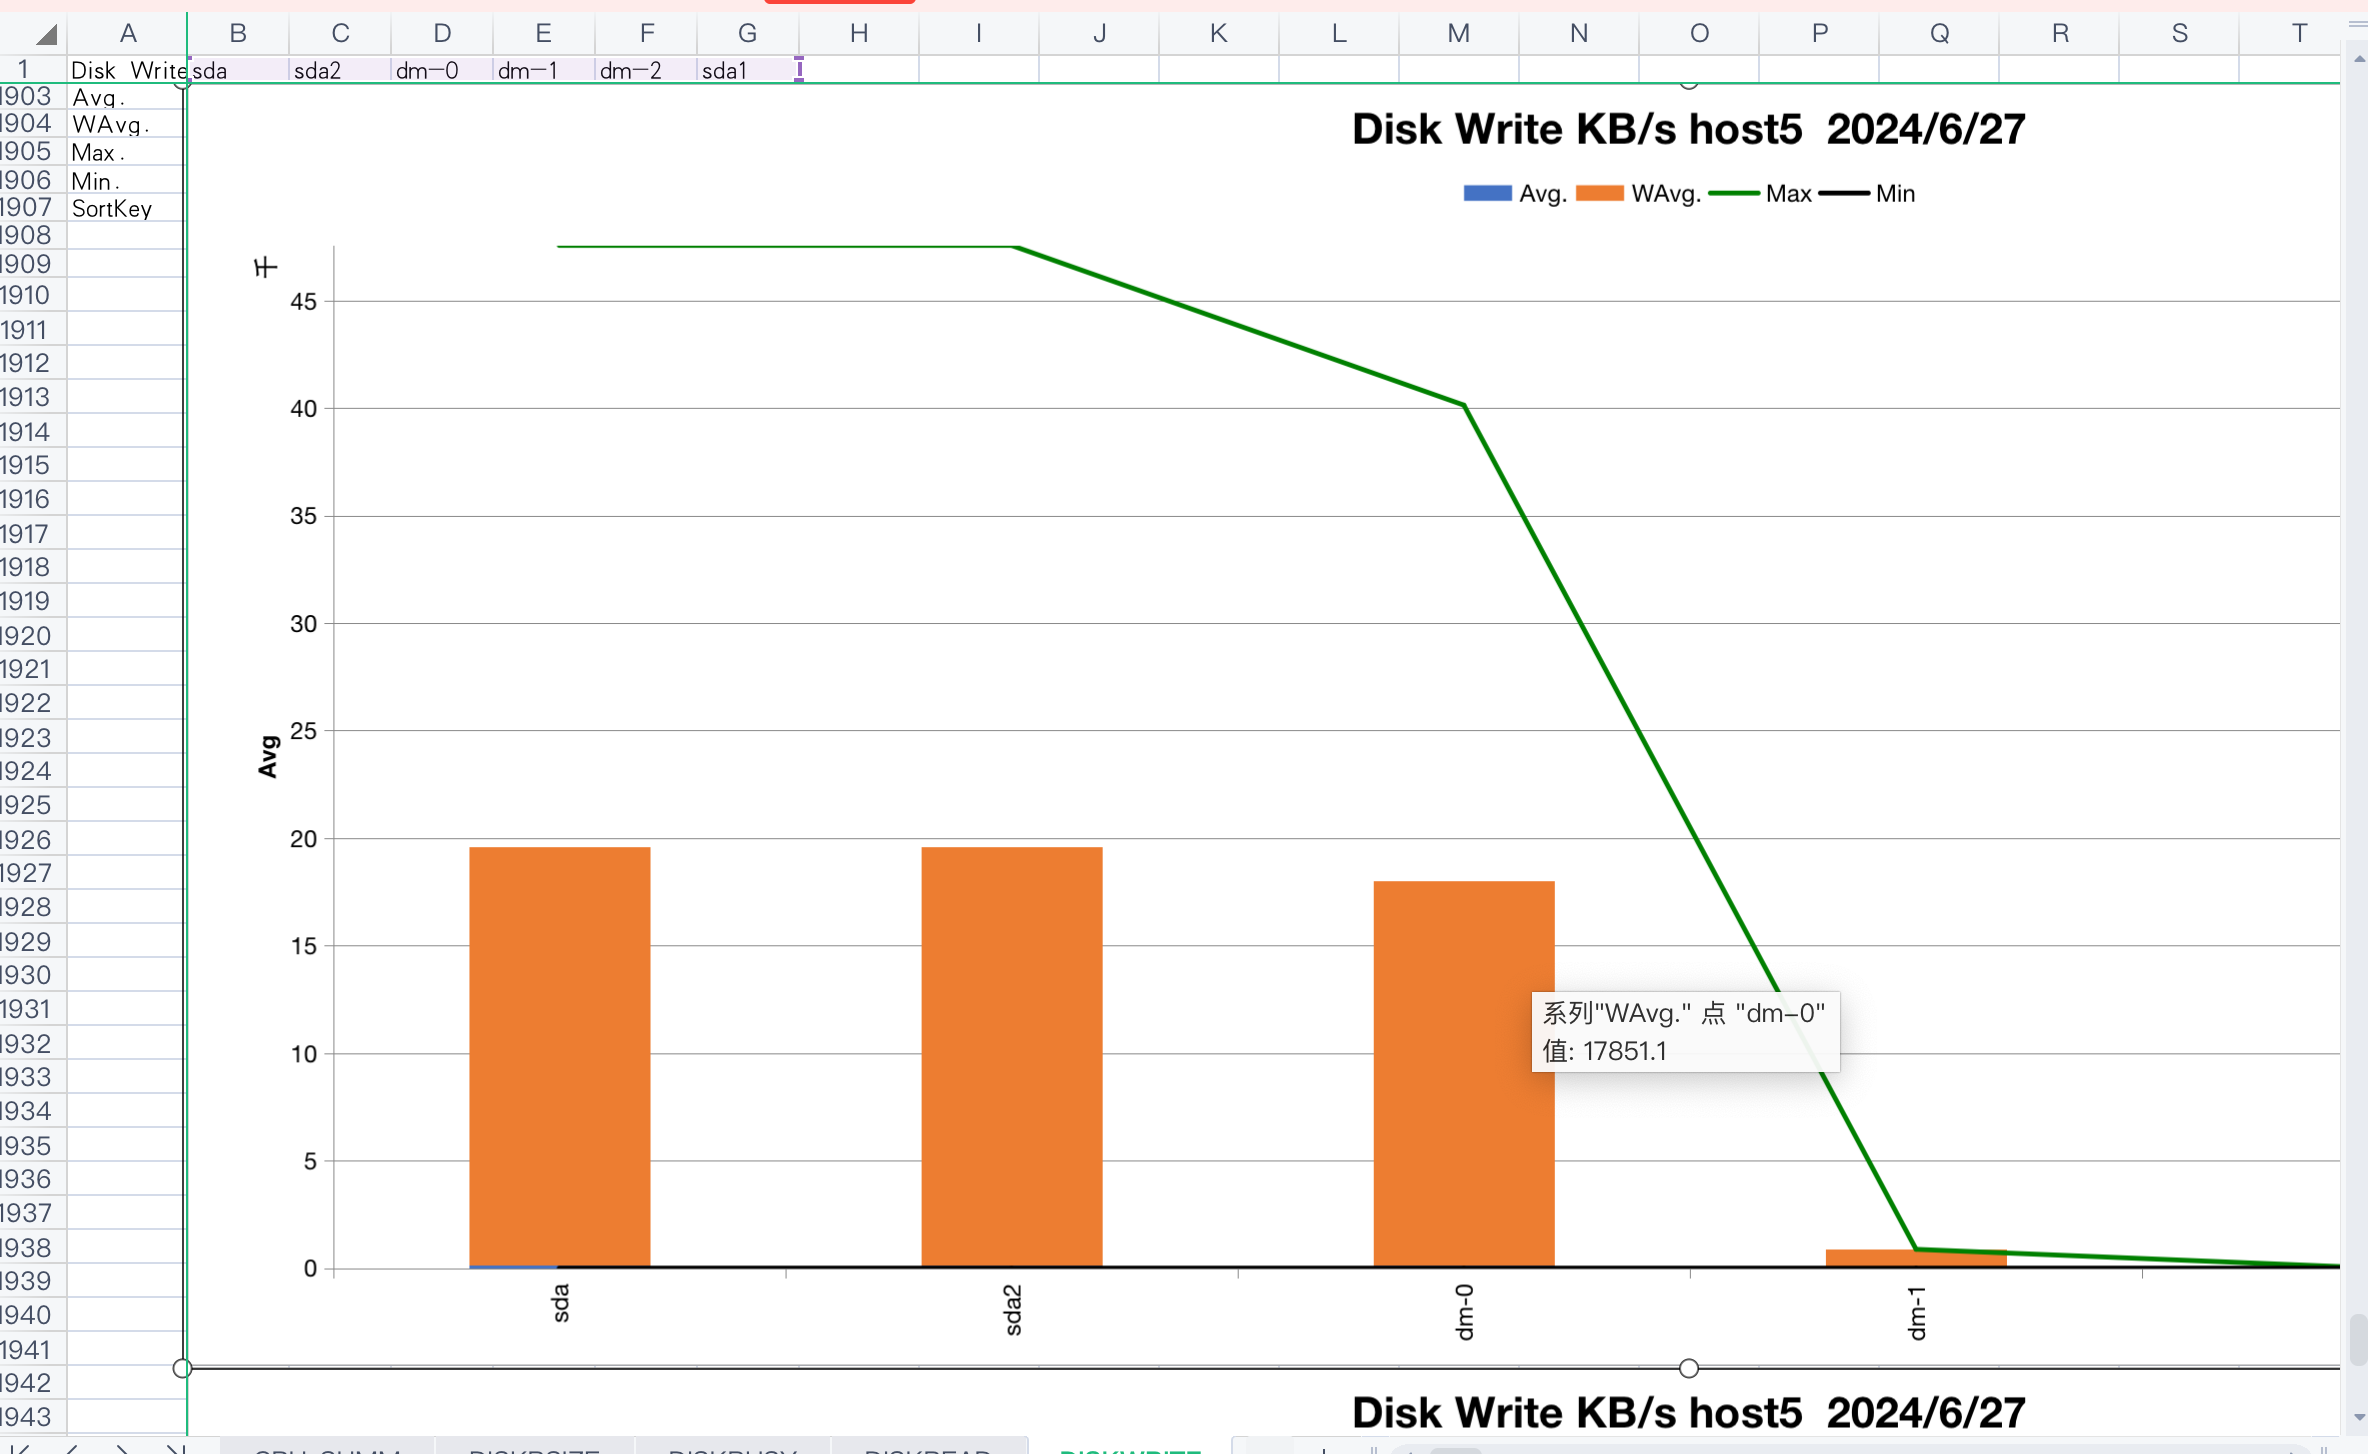 A B C D E F G H I J K L M N O P Q R S T
1 Disk Write sda sda2 dm-0 dm-1 dm-2 sda1
1903 Avg.
1904 WAvg.
1905 Max.
1906 Min.
1907 SortKey
1908
1909
1910
1911
1912
1913
1914
1915
1916
1917
1918
1919
1920
1921
1922
1923
1924
1925
1926
1927
1928
1929
1930
1931
1932
1933
1934
1935
1936
1937
1938
1939
1940
1941
1942
1943
Disk Write KB/s host5 2024/6/27
Avg. WAvg. Max Min
千
45
40
35
30
25
20
15
10
5
0
Avg
系列"WAvg." 点 "dm-0"
值: 17851.1
sda sda2 dm-0 dm-1
Disk Write KB/s host5 2024/6/27
DISKBUSY DISKREAD DISKWRITE